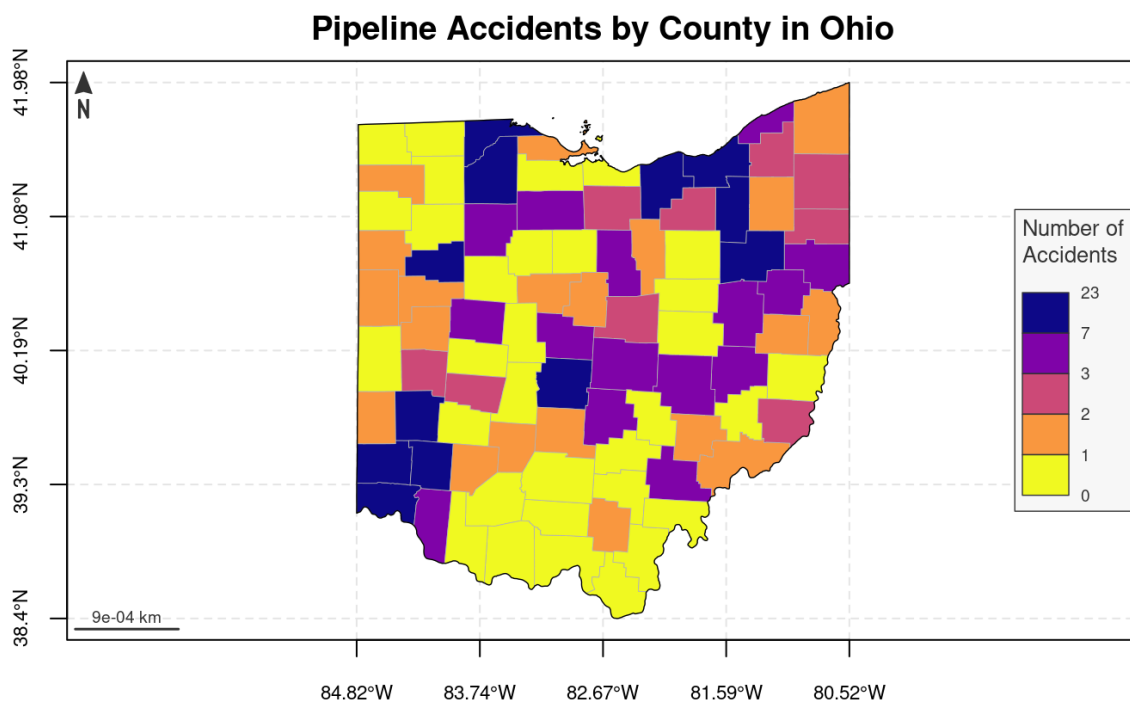 Pipeline Accidents by County in Ohio
41.98°N
N
41.08°N
40.19°N
39.3°N
38.4°N
9e-04 km
84.82°W
83.74°W
82.67°W
81.59°W
80.52°W
Number of
Accidents
23
7
3
2
1
0